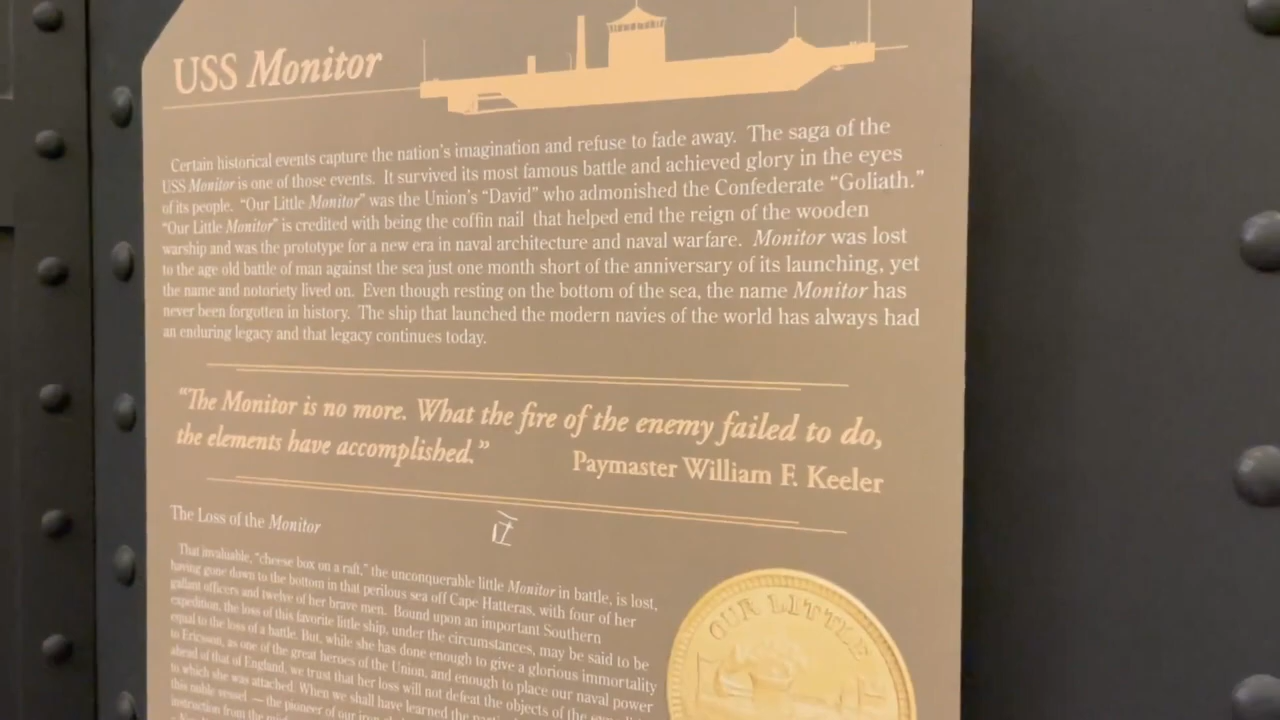 USS Monitor
Certain historical events capture the nation's imagination and refuse to fade away. The saga of the
USS Monitor is one of those events. It survived its most famous battle and achieved glory in the eyes
of its people. “Our Little Monitor” was the Union's “David” who admonished the Confederate “Goliath.”
“Our Little Monitor” is credited with being the coffin nail that helped end the reign of the wooden
warship and was the prototype for a new era in naval architecture and naval warfare. Monitor was lost
to the age old battle of man against the sea just one month short of the anniversary of its launching, yet
the name and notoriety lived on. Even though resting on the bottom of the sea, the name Monitor has
never been forgotten in history. The ship that launched the modern navies of the world has always had
an enduring legacy and that legacy continues today.
“The Monitor is no more. What the fire of the enemy failed to do,
the elements have accomplished.”
Paymaster William F. Keeler
The Loss of the Monitor
That invaluable, “cheese box on a raft,” the unconquerable little Monitor in battle, is lost,
having gone down to the bottom in that perilous sea off Cape Hatteras, with four of her
gallant officers and twelve of her brave men. Bound upon an important Southern
expedition, the loss of this favorite little ship, under the circumstances, may be said to be
equal to the loss of a battle. But, while she has done enough to give a glorious immortality
to Ericsson, as one of the great heroes of the Union, and enough to place our naval power
ahead of that of England, we trust that her loss will not defeat the objects of the
to which she was attached. When we shall have learned the
this noble vessel — the pioneer of our
instruction from the
OUR LITTLE